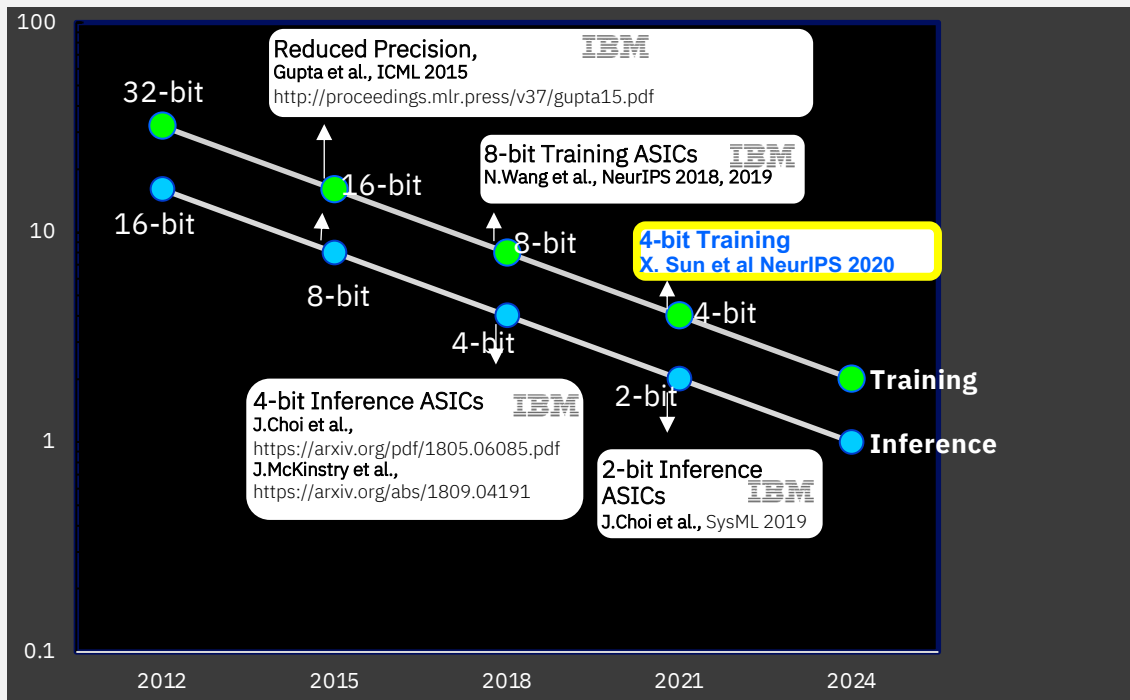 100
Reduced Precision,
IBM
Gupta et al., ICML 2015
http://proceedings.mlr.press/v37/gupta15.pdf
32-bit
8-bit Training ASICs
IBM
N.Wang et al., NeurIPS 2018, 2019
16-bit
16-bit
10
8-bit
4-bit Training
X. Sun et al NeurIPS 2020
8-bit
4-bit
4-bit
2-bit
Training
4-bit Inference ASICs
IBM
J.Choi et al.,
https://arxiv.org/pdf/1805.06085.pdf
J.McKinstry et al.,
https://arxiv.org/abs/1809.04191
1
Inference
2-bit Inference
ASICs
IBM
J.Choi et al., SysML 2019
0.1
2012
2015
2018
2021
2024